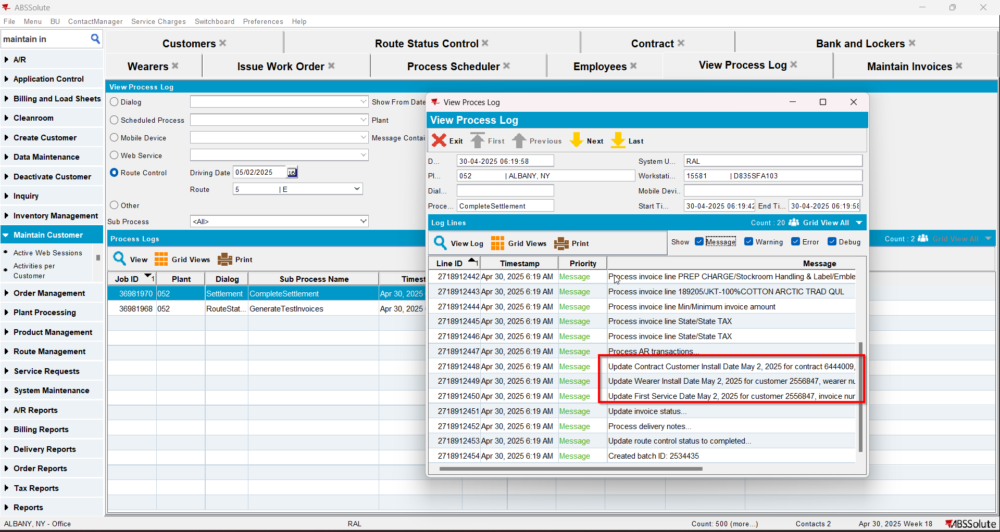 ABSSolute
File Menu BU ContactManager Service Charges Switchboard Preferences Help
maintain in
Customers Route Status Control Contract Bank and Lockers
Wearers Issue Work Order Process Scheduler Employees View Process Log Maintain Invoices
A/R
Application Control
Billing and Load Sheets
Cleanroom
Create Customer
Data Maintenance
Deactivate Customer
Inquiry
Inventory Management
Maintain Customer
Active Web Sessions
Activities per
Customer
Order Management
Plant Processing
Product Management
Route Management
Service Requests
System Maintenance
A/R Reports
Billing Reports
Delivery Reports
Order Reports
Tax Reports
Reports
View Process Log
Dialog Show From Date
Scheduled Process Plant
Mobile Device Message Contai
Web Service
Route Control Driving Date 05/02/2025 16
Route 5 | E
Other
Sub Process <All>
Process Logs Count : 2 Grid View All
View Grid Views Print
Job ID 1 Plant Dialog Sub Process Name Timest
36981970 052 Settlement CompleteSettlement Apr 30, 2025
36981968 052 RouteStat... GenerateTestInvoices Apr 30, 2025
View Proces Log
View Process Log
Exit First Previous Next Last
D... 30-04-2025 06:19:58 System U... RAL
Pl... 052 | ALBANY, NY Workstati... 15581 | D835SFA103
Dial... Mobile Devi..
Proce... CompleteSettlement Start Ti... 30-04-2025 06:19:42 End Ti... 30-04-2025 06:19:58
Log Lines Count : 20 Grid View All
View Log Grid Views Print Show Message Warning Error Debug
Line ID 1 Timestamp Priority Message
2718912442 Apr 30, 2025 6:19 AM Message Process invoice line PREP CHARGE/Stockroom Handling & Label/Emble
2718912443 Apr 30, 2025 6:19 AM Message Process invoice line 189205/JKT-100%COTTON ARCTIC TRAD QUL
2718912444 Apr 30, 2025 6:19 AM Message Process invoice line Min/Minimum invoice amount
2718912445 Apr 30, 2025 6:19 AM Message Process invoice line State/State TAX
2718912446 Apr 30, 2025 6:19 AM Message Process invoice line State/State TAX
2718912447 Apr 30, 2025 6:19 AM Message Process AR transactions...
2718912448 Apr 30, 2025 6:19 AM Message Update Contract Customer Install Date May 2, 2025 for contract 6444009,
2718912449 Apr 30, 2025 6:19 AM Message Update Wearer Install Date May 2, 2025 for customer 2556847, wearer nu
2718912450 Apr 30, 2025 6:19 AM Message Update First Service Date May 2, 2025 for customer 2556847, invoice nur
2718912451 Apr 30, 2025 6:19 AM Message Update invoice status...
2718912452 Apr 30, 2025 6:19 AM Message Process delivery notes...
2718912453 Apr 30, 2025 6:19 AM Message Update route control status to completed...
2718912454 Apr 30, 2025 6:19 AM Message Created batch ID: 2534435
ALBANY, NY - Office RAL Count: 500 (more...) Contacts 2 Apr 30, 2025 Week 18 ABSSolute